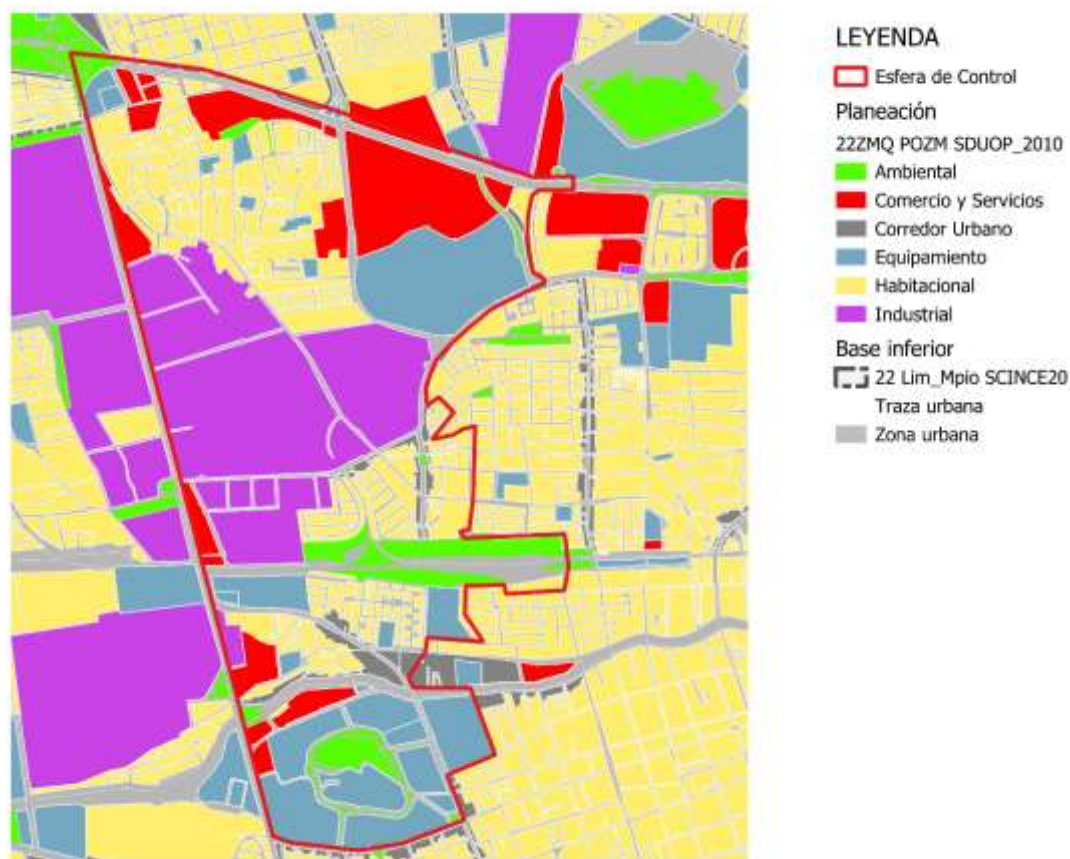 LEYENDA
Esfera de Control
Planeación
22ZMQ POZM SDUOP_2010
Ambiental
Comercio y Servicios
Corredor Urbano
Equipamiento
Habitacional
Industrial
Base inferior
22 Lim_Mpio SCINCE20
Traza urbana
Zona urbana